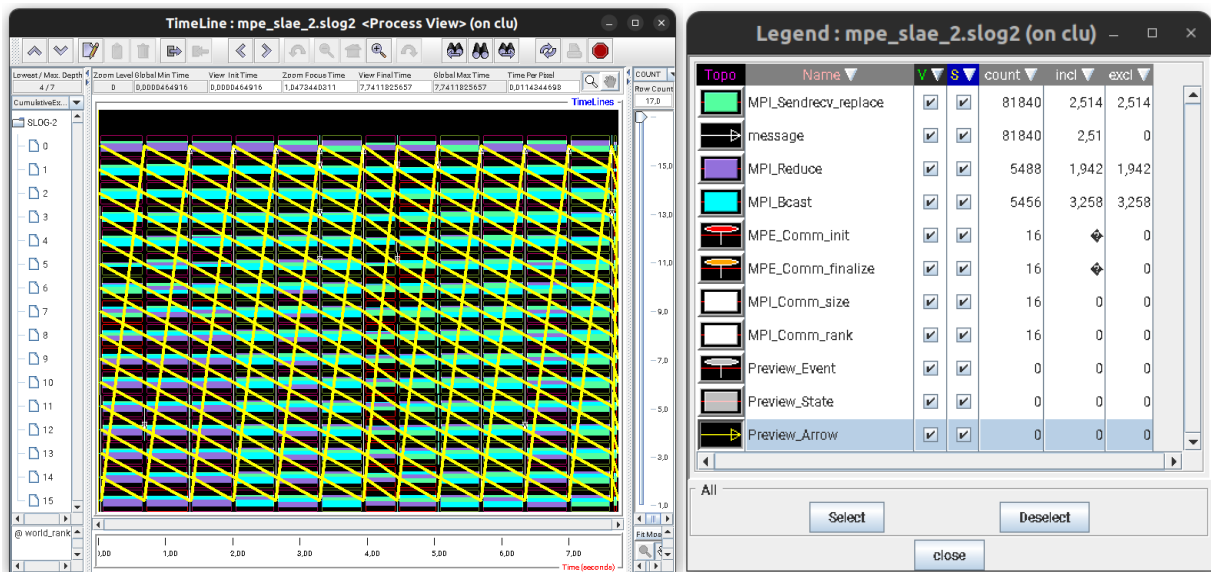 TimeLine : mpe_slae_2.slog2 <Process View> (on clu)
Lowest / Max. Depth
4 / 7
Zoom Level
0
Global Min Time
0,0000464916
View Init Time
0,0000464916
Zoom Focus Time
1,0473440311
View Final Time
7,7411825657
Global Max Time
7,7411825657
Time Per Pixel
0,0114344698
COUNT
Row Count
17,0
CumulativeEx...
TimeLines
SLOG-2
0
1
2
3
4
5
6
7
8
9
10
11
12
13
14
15
15,0
13,0
11,0
9,0
7,0
5,0
3,0
1,0
@ world_rank
Fit Mos
1,00
2,00
3,00
4,00
5,00
6,00
7,00
Time (seconds)
Legend : mpe_slae_2.slog2 (on clu)
Topo Name V S count incl excl
MPI_Sendrecv_replace 81840 2,514 2,514
message 81840 2,51 0
MPI_Reduce 5488 1,942 1,942
MPI_Bcast 5456 3,258 3,258
MPE_Comm_init 16 � 0
MPE_Comm_finalize 16 � 0
MPI_Comm_size 16 0 0
MPI_Comm_rank 16 0 0
Preview_Event 0 0 0
Preview_State 0 0 0
Preview_Arrow 0 0 0
All
Select Deselect
close